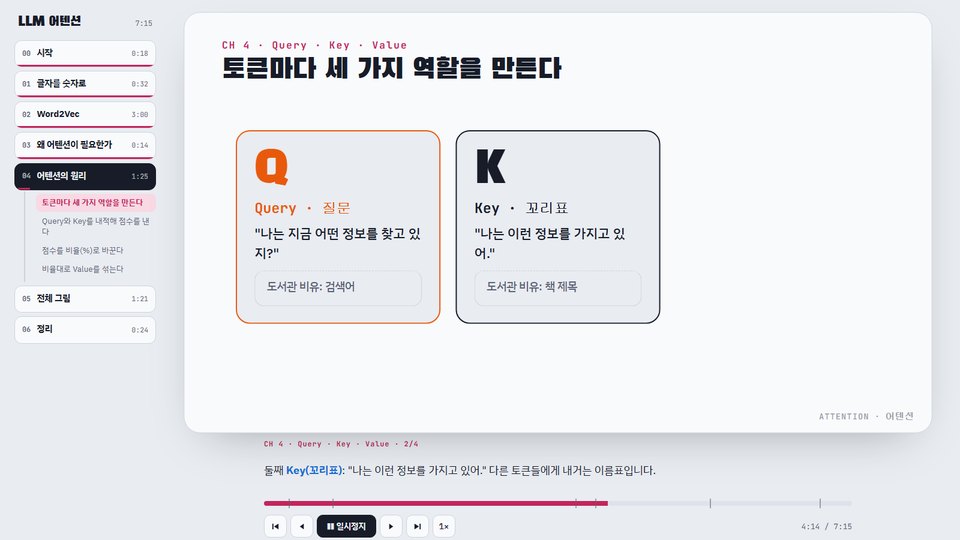 LLM 어텐션
7:15
00 시작 0:18
01 글자를 숫자로 0:32
02 Word2Vec 3:00
03 왜 어텐션이 필요한가 0:14
04 어텐션의 원리 1:25
토큰마다 세 가지 역할을 만든다
Query와 Key를 내적해 점수를 낸
다
점수를 비율(%)로 바꾼다
비율대로 Value를 섞는다
05 전체 그림 1:21
06 정리 0:24
CH 4 · Query · Key · Value
토큰마다 세 가지 역할을 만든다
Q
Query · 질문
"나는 지금 어떤 정보를 찾고 있
지?"
도서관 비유: 검색어
K
Key · 꼬리표
"나는 이런 정보를 가지고 있
어."
도서관 비유: 책 제목
ATTENTION · 어텐션
CH 4 · Query · Key · Value · 2/4
둘째 Key(꼬리표): "나는 이런 정보를 가지고 있어." 다른 토큰들에게 내거는 이름표입니다.
일시정지
1×
4:14 / 7:15